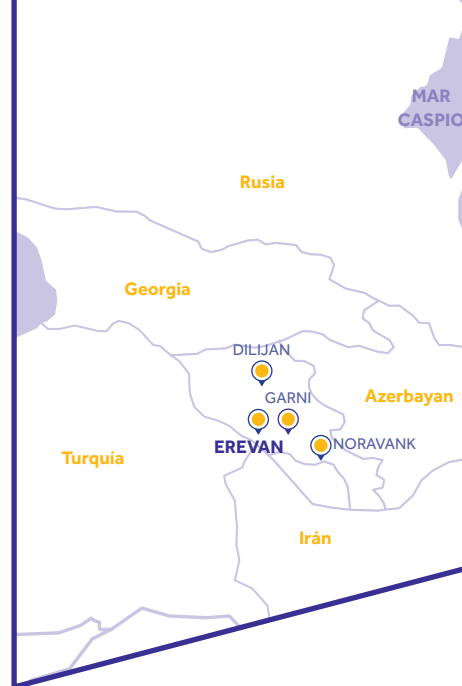 MAR
CASPIO
Rusia
Georgia
DILIJAN
GARNI
Azerbayan
EREVAN
NORAVANK
Turquía
Irán